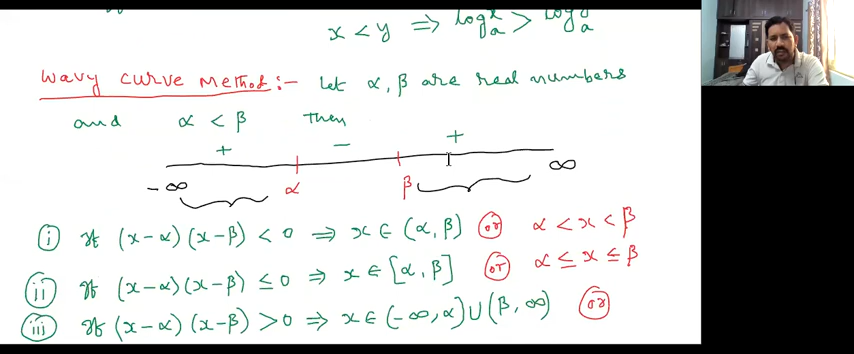 x < y ⇒ log_a^x > log_a^y
Wavy curve method :- Let α, β are real numbers
and α < β then
+ − +
-∞ α β ∞
(i) If (x-α)(x-β) < 0 ⇒ x ∈ (α, β) (or) α < x < β
(ii) If (x-α)(x-β) ≤ 0 ⇒ x ∈ [α, β] (or) α ≤ x ≤ β
(iii) If (x-α)(x-β) > 0 ⇒ x ∈ (-∞, α) ∪ (β, ∞) (or)